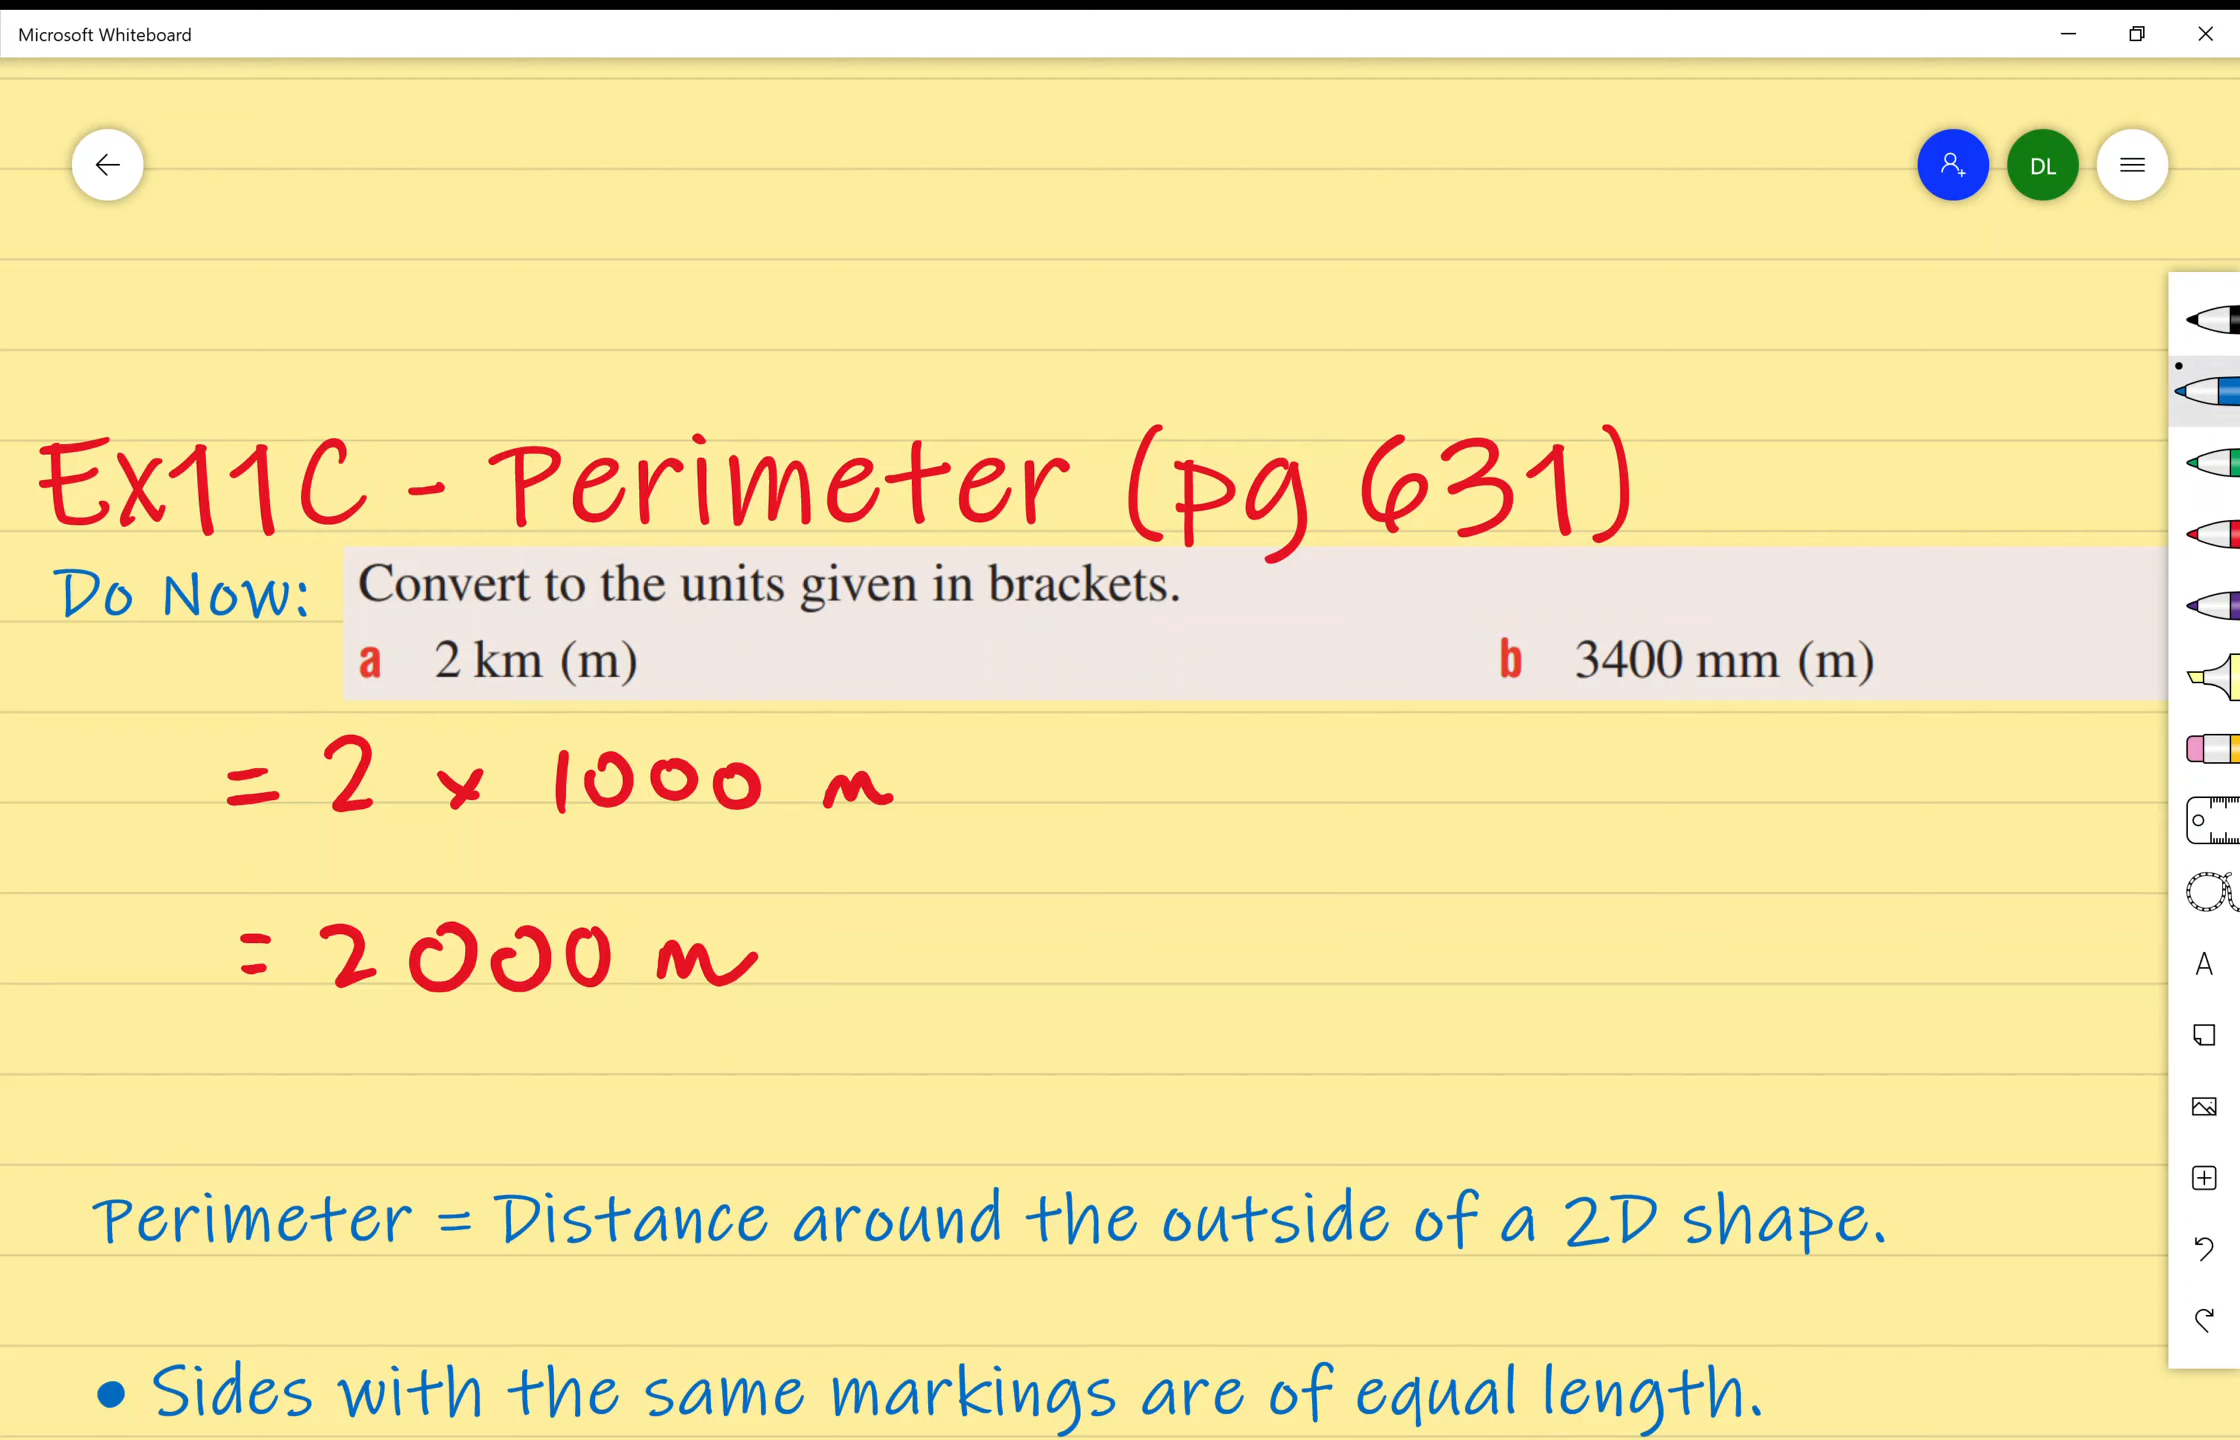 Microsoft Whiteboard
DL
Ex11C - Perimeter (pg 631)
Do Now: Convert to the units given in brackets.
a 2 km (m) b 3400 mm (m)
= 2 × 1000 m
= 2000 m
Perimeter = Distance around the outside of a 2D shape.
• Sides with the same markings are of equal length.